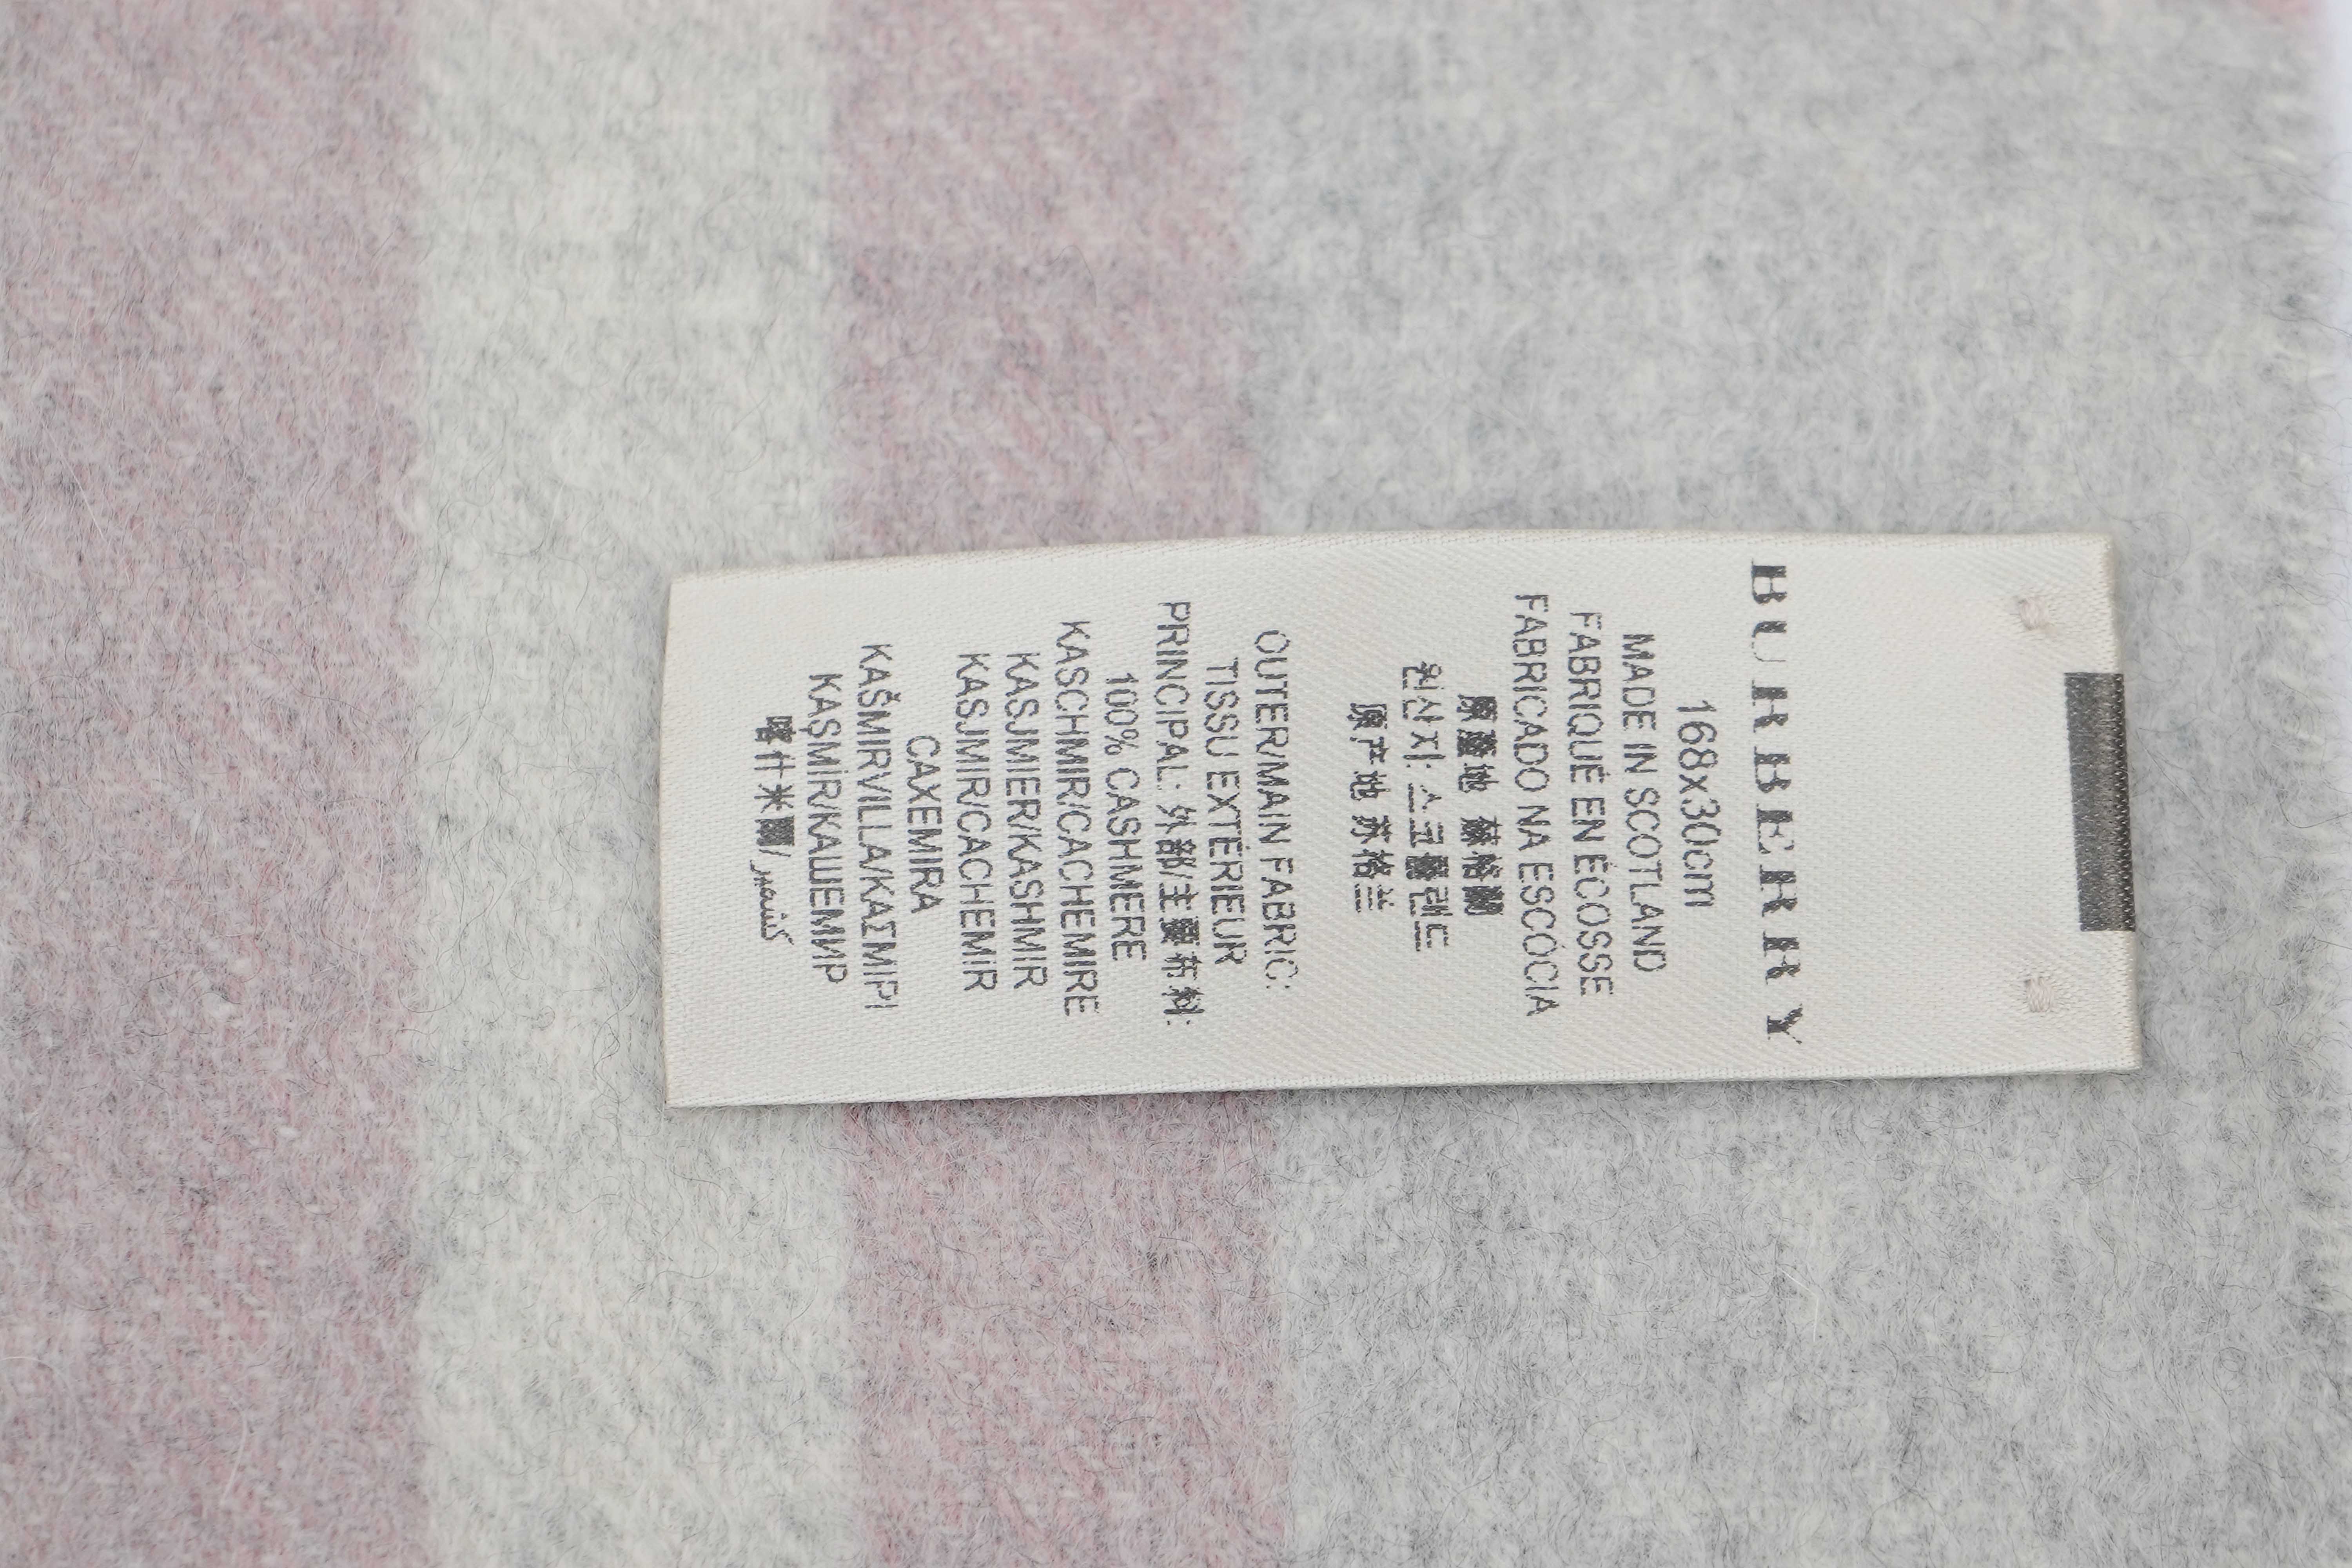 BURBERRY
168x30cm
MADE IN SCOTLAND
FABRIQUÉ EN ÉCOSSE
FABRICADO NA ESCÓCIA
原產地 蘇格蘭
원산지: 스코틀랜드
原产地 苏格兰
OUTER/MAIN FABRIC:
TISSU EXTÉRIEUR
PRINCIPAL: 外部/主要布料:
100% CASHMERE
KASCHMIR/CACHEMIRE
KASJMIER/KASHMIR
KASJMIR/CACHEMIR
CAXEMIRA
KAŠMIRVILLA/ΚΑΣΜΙΡΙ
KAŞMİR/КАШЕМИР
喀什米爾/كشمير